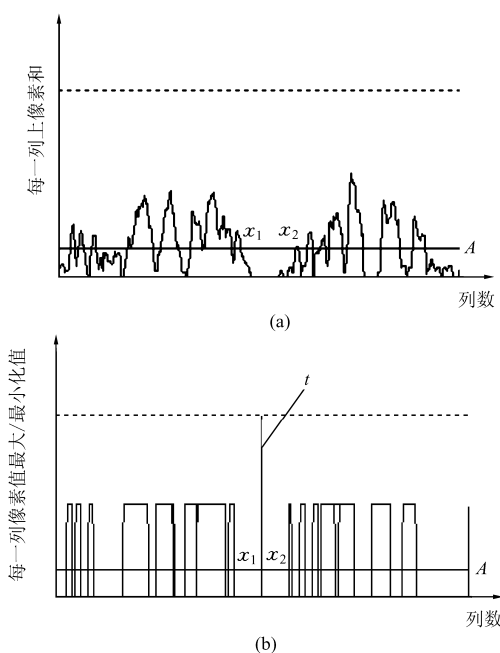 每一列上像素和
x₁ x₂ A
列数
(a)
每一列像素值最大/最小化值
t
x₁ x₂
A
列数
(b)